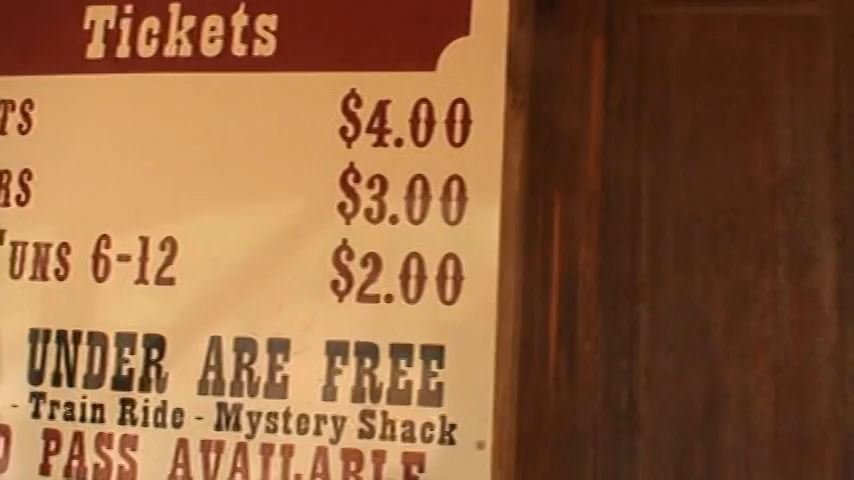 Tickets
TS $4.00
RS $3.00
'UNS 6-12 $2.00
UNDER ARE FREE
- Train Ride - Mystery Shack
PASS AVAILABLE